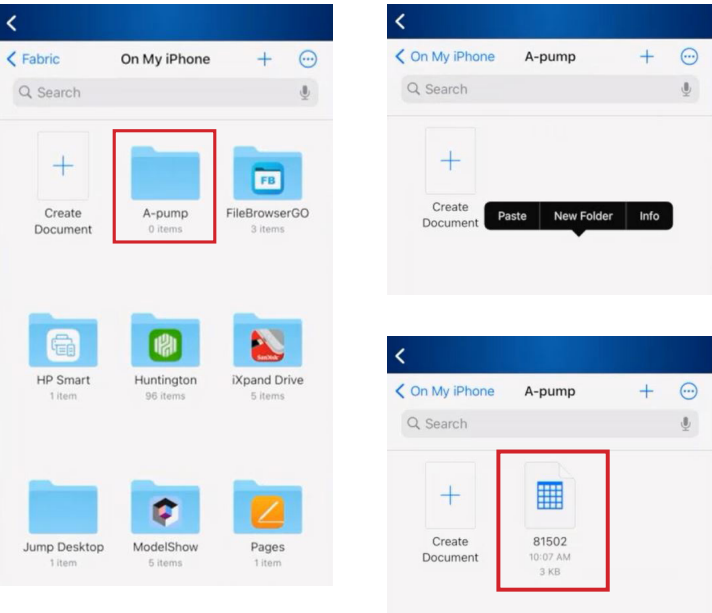 Fabric
On My iPhone
Search
Create
Document
A-pump
0 items
FB
FileBrowserGO
3 items
HP Smart
1 item
Huntington
96 items
iXpand Drive
5 items
Jump Desktop
1 item
ModelShow
5 items
Pages
1 item
On My iPhone
A-pump
Search
Create
Document
Paste
New Folder
Info
On My iPhone
A-pump
Search
Create
Document
81502
10:07 AM
3 KB